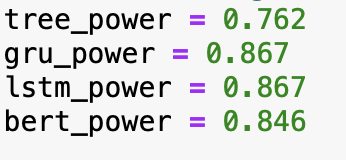 tree_power = 0.762
gru_power = 0.867
lstm_power = 0.867
bert_power = 0.846